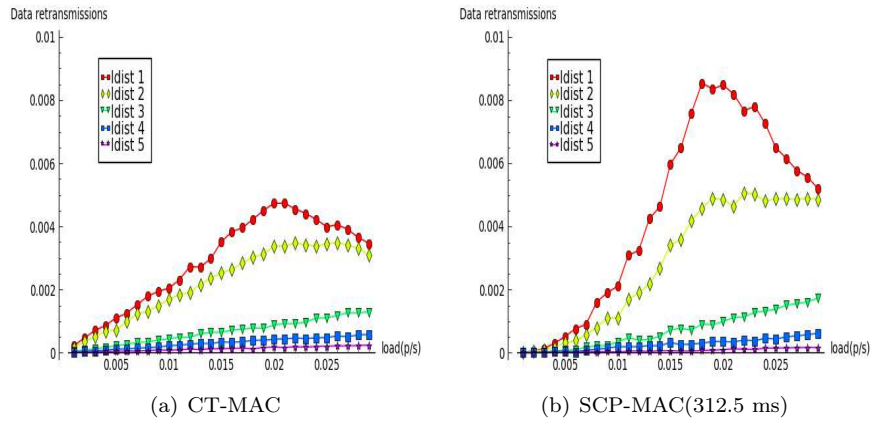 Data retransmissions
0.01
0.008
0.006
0.004
0.002
0
0.005
0.01
0.015
0.02
0.025
load(p/s)
ldist 1
ldist 2
ldist 3
ldist 4
ldist 5
(a) CT-MAC
Data retransmissions
0.01
0.008
0.006
0.004
0.002
0
0.005
0.01
0.015
0.02
0.025
load(p/s)
ldist 1
ldist 2
ldist 3
ldist 4
ldist 5
(b) SCP-MAC(312.5 ms)